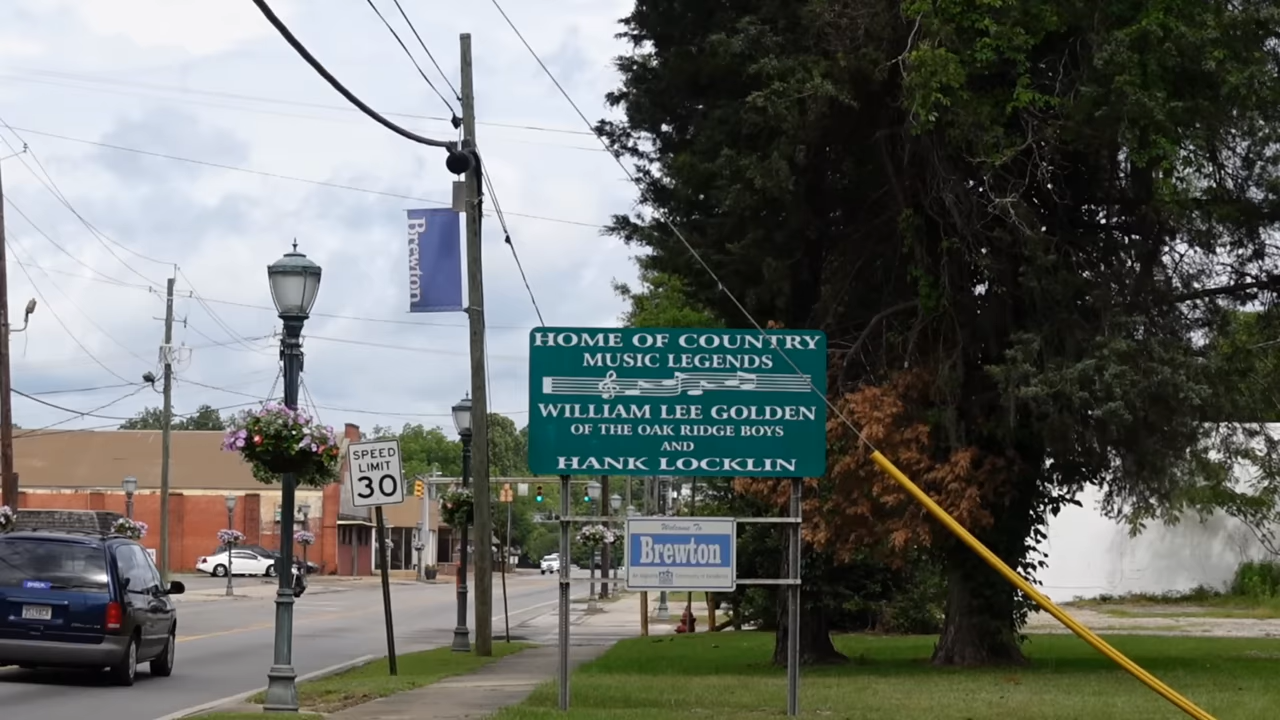 Brewton
HOME OF COUNTRY
MUSIC LEGENDS
WILLIAM LEE GOLDEN
OF THE OAK RIDGE BOYS
AND
HANK LOCKLIN
SPEED
LIMIT
30
Welcome To
Brewton